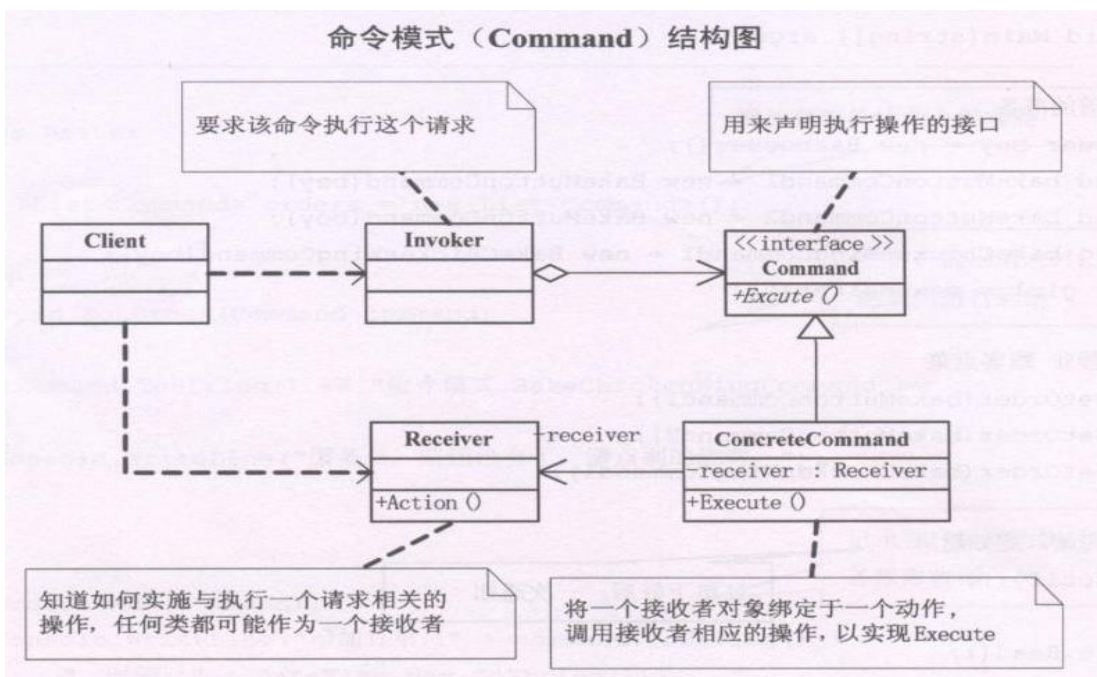 命令模式（Command）结构图
要求该命令执行这个请求
用来声明执行操作的接口
Client
Invoker
<<interface >>
Command
+Excute ()
Receiver
+Action ()
-receiver
ConcreteCommand
-receiver : Receiver
+Execute ()
知道如何实施与执行一个请求相关的
操作，任何类都可能作为一个接收者
将一个接收者对象绑定于一个动作，
调用接收者相应的操作，以实现Execute